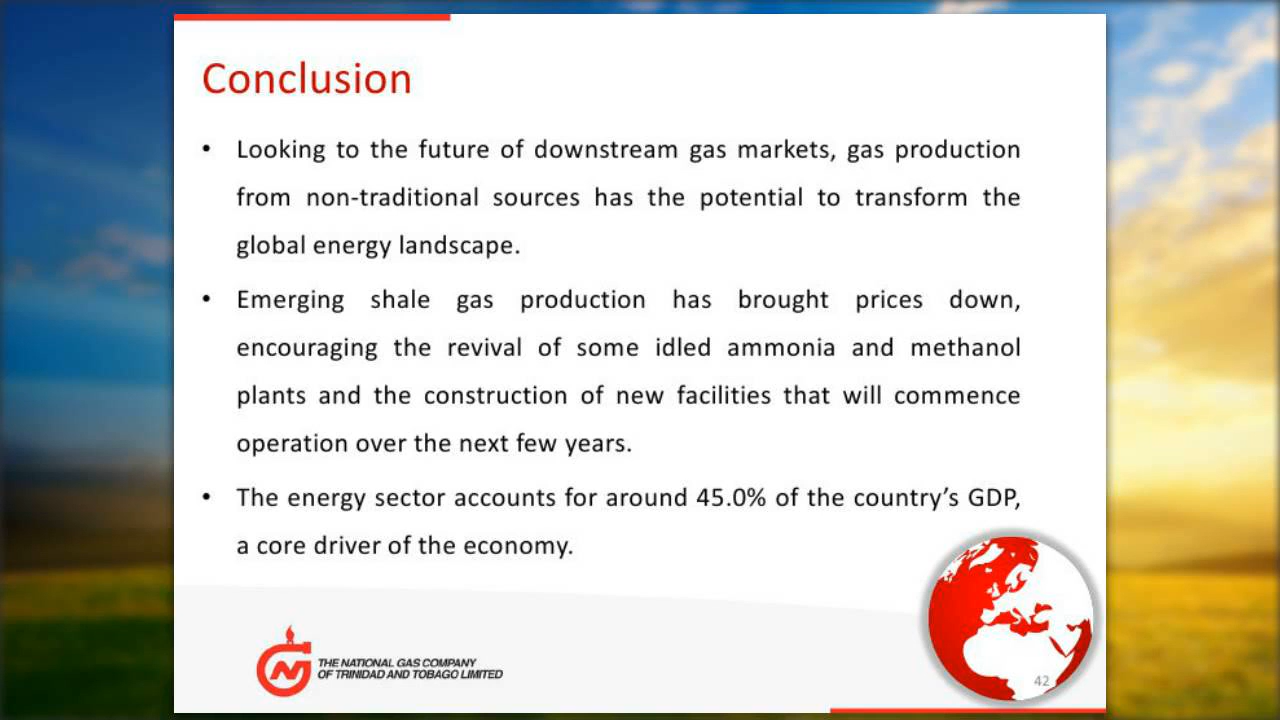 Conclusion
• Looking to the future of downstream gas markets, gas production
from non-traditional sources has the potential to transform the
global energy landscape.
• Emerging shale gas production has brought prices down,
encouraging the revival of some idled ammonia and methanol
plants and the construction of new facilities that will commence
operation over the next few years.
• The energy sector accounts for around 45.0% of the country’s GDP,
a core driver of the economy.
THE NATIONAL GAS COMPANY
OF TRINIDAD AND TOBAGO LIMITED
42